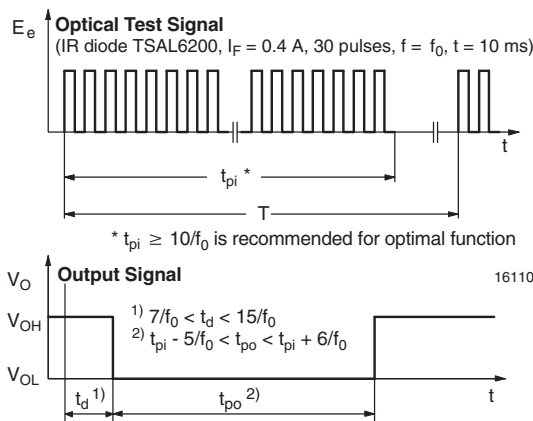 E_e Optical Test Signal
(IR diode TSAL6200, I_F = 0.4 A, 30 pulses, f = f_0, t = 10 ms)
t
t_pi *
T
* t_pi ≥ 10/f_0 is recommended for optimal function
V_O Output Signal 16110
V_OH
1) 7/f_0 < t_d < 15/f_0
2) t_pi - 5/f_0 < t_po < t_pi + 6/f_0
V_OL
t_d 1) t_po 2) t